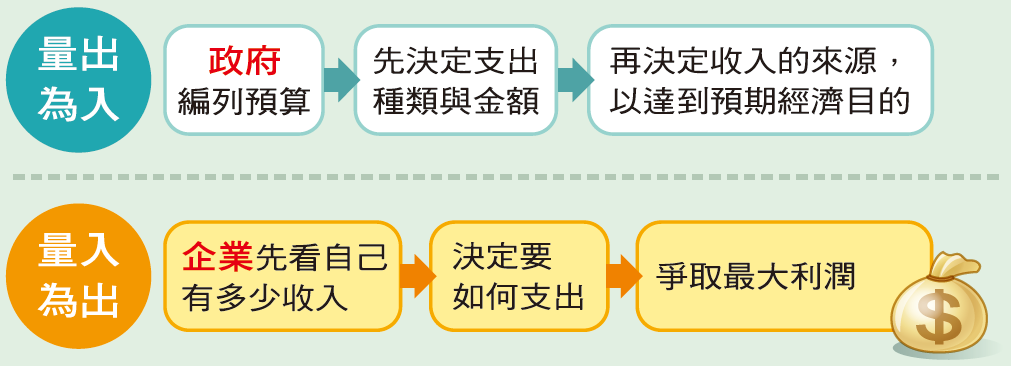 量出
為入
政府
編列預算
先決定支出
種類與金額
再決定收入的來源，
以達到預期經濟目的
量入
為出
企業先看自己
有多少收入
決定要
如何支出
爭取最大利潤
$